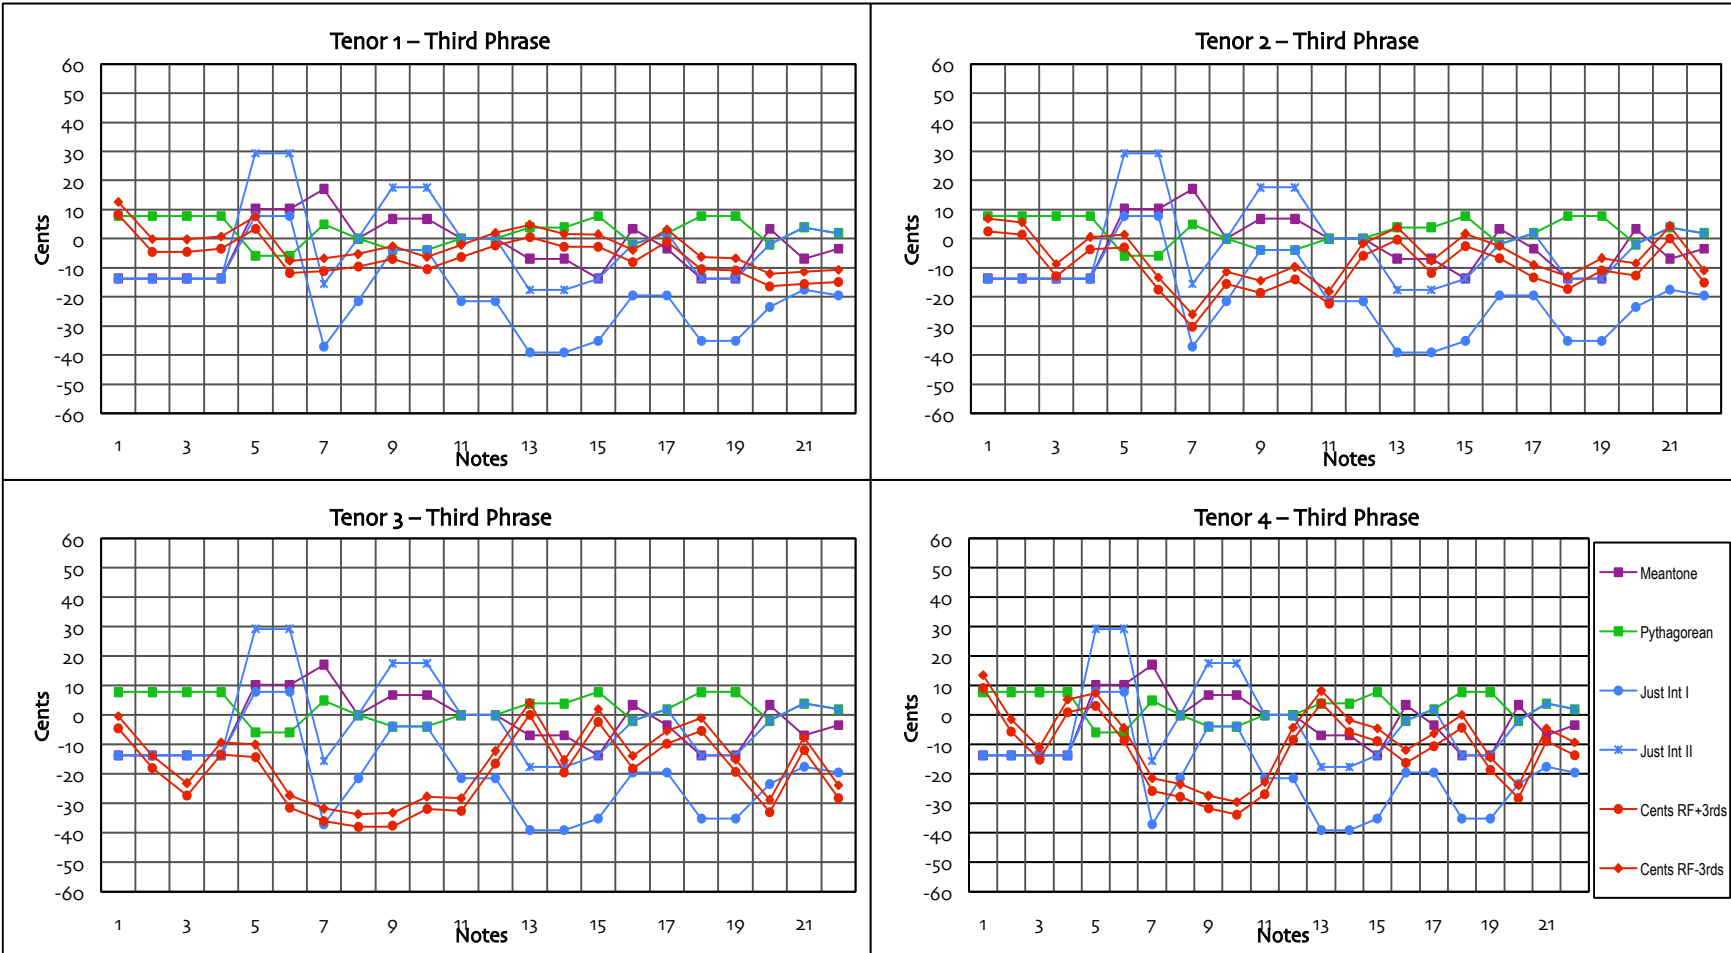 Tenor 1 – Third Phrase
60
50
40
30
20
10
0
-10
-20
-30
-40
-50
-60
Cents
1 3 5 7 9 11 13 15 17 19 21
Notes
Tenor 2 – Third Phrase
60
50
40
30
20
10
0
-10
-20
-30
-40
-50
-60
Cents
1 3 5 7 9 11 13 15 17 19 21
Notes
Tenor 3 – Third Phrase
60
50
40
30
20
10
0
-10
-20
-30
-40
-50
-60
Cents
1 3 5 7 9 11 13 15 17 19 21
Notes
Tenor 4 – Third Phrase
60
50
40
30
20
10
0
-10
-20
-30
-40
-50
-60
Cents
1 3 5 7 9 11 13 15 17 19 21
Notes
Meantone
Pythagorean
Just Int I
Just Int II
Cents RF+3rds
Cents RF-3rds